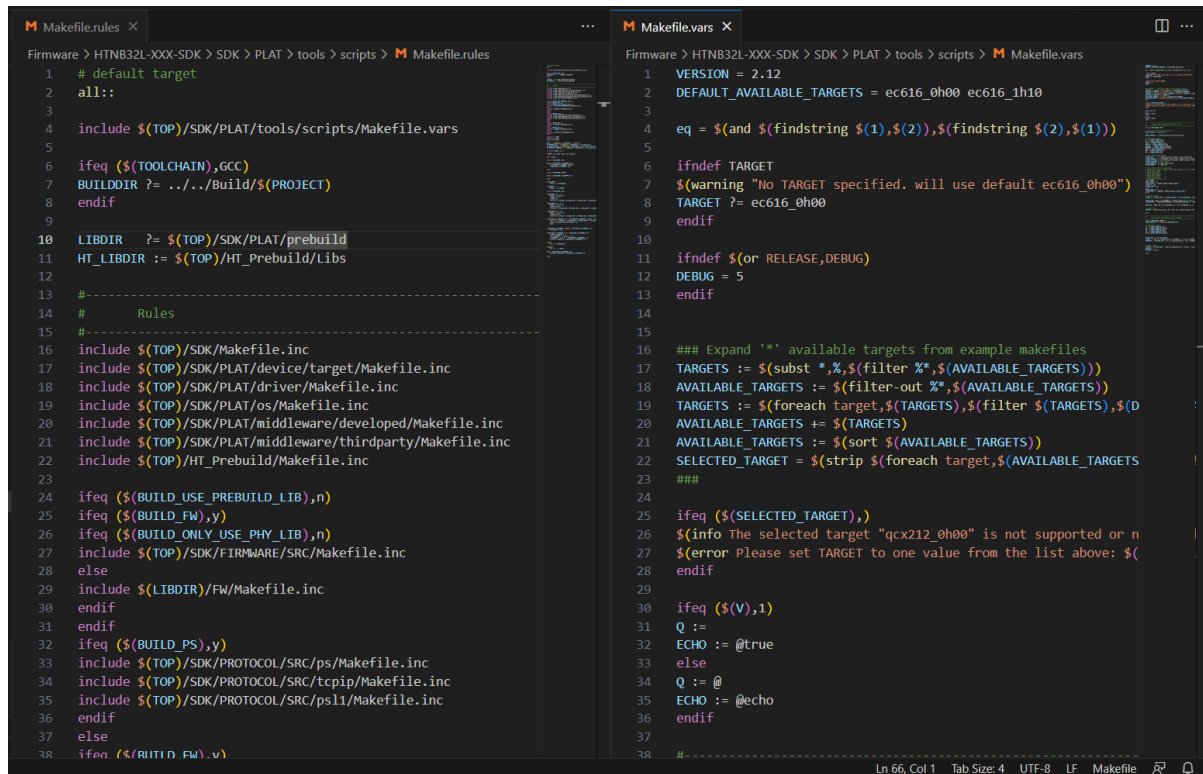 Makefile.rules
Firmware > HTNB32L-XXX-SDK > SDK > PLAT > tools > scripts > M Makefile.rules
1 # default target
2 all::
3
4 include $(TOP)/SDK/PLAT/tools/scripts/Makefile.vars
5
6 ifeq ($(TOOLCHAIN),GCC)
7 BUILDDIR ?= ../../Build/$(PROJECT)
8 endif
9
10 LIBDIR   ?= $(TOP)/SDK/PLAT/prebuild
11 HT_LIBDIR := $(TOP)/HT_Prebuild/Libs
12
13 #-------------------------------------------------------------
14 #       Rules
15 #-------------------------------------------------------------
16 include $(TOP)/SDK/Makefile.inc
17 include $(TOP)/SDK/PLAT/device/target/Makefile.inc
18 include $(TOP)/SDK/PLAT/driver/Makefile.inc
19 include $(TOP)/SDK/PLAT/os/Makefile.inc
20 include $(TOP)/SDK/PLAT/middleware/developed/Makefile.inc
21 include $(TOP)/SDK/PLAT/middleware/thirdparty/Makefile.inc
22 include $(TOP)/HT_Prebuild/Makefile.inc
23
24 ifeq ($(BUILD_USE_PREBUILD_LIB),n)
25 ifeq ($(BUILD_FW),y)
26 ifeq ($(BUILD_ONLY_USE_PHY_LIB),n)
27 include $(TOP)/SDK/FIRMWARE/SRC/Makefile.inc
28 else
29 include $(LIBDIR)/FW/Makefile.inc
30 endif
31 endif
32 ifeq ($(BUILD_PS),y)
33 include $(TOP)/SDK/PROTOCOL/SRC/ps/Makefile.inc
34 include $(TOP)/SDK/PROTOCOL/SRC/tcpip/Makefile.inc
35 include $(TOP)/SDK/PROTOCOL/SRC/psl1/Makefile.inc
36 endif
37 else
38 ifeq ($(BUILD_FW),y)
M Makefile.vars
Firmware > HTNB32L-XXX-SDK > SDK > PLAT > tools > scripts > M Makefile.vars
1 VERSION = 2.12
2 DEFAULT_AVAILABLE_TARGETS = ec616_0h00 ec616_1h10
3
4 eq = $(and $(findstring $(1),$(2)),$(findstring $(2),$(1)))
5
6 ifndef TARGET
7 $(warning "No TARGET specified. will use default ec616_0h00")
8 TARGET ?= ec616_0h00
9 endif
10
11 ifndef $(or RELEASE,DEBUG)
12 DEBUG = 5
13 endif
14
15
16 ### Expand '*' available targets from example makefiles
17 TARGETS := $(subst *,%,$(filter %*,$(AVAILABLE_TARGETS)))
18 AVAILABLE_TARGETS := $(filter-out %*,$(AVAILABLE_TARGETS))
19 TARGETS := $(foreach target,$(TARGETS),$(filter $(TARGETS),$(D
20 AVAILABLE_TARGETS += $(TARGETS)
21 AVAILABLE_TARGETS := $(sort $(AVAILABLE_TARGETS))
22 SELECTED_TARGET = $(strip $(foreach target,$(AVAILABLE_TARGETS
23 ###
24
25 ifeq ($(SELECTED_TARGET),)
26 $(info The selected target "qcx212_0h00" is not supported or n
27 $(error Please set TARGET to one value from the list above: $(
28 endif
29
30 ifeq ($(V),1)
31 Q :=
32 ECHO := @true
33 else
34 Q := @
35 ECHO := @echo
36 endif
37
38 #-------------------------------------------------------------
Ln 66, Col 1 Tab Size: 4 UTF-8 LF Makefile